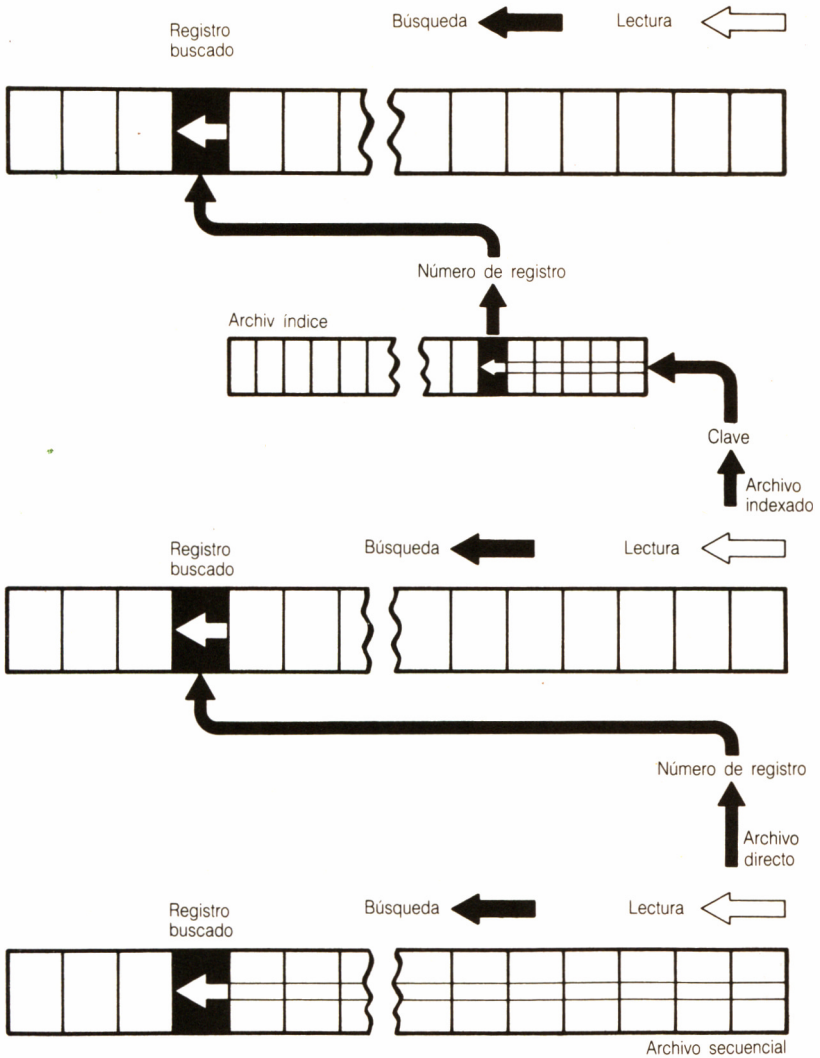 Registro
buscado
Búsqueda
Lectura
Número de registro
Archiv índice
Clave
Archivo
indexado
Registro
buscado
Búsqueda
Lectura
Número de registro
Archivo
directo
Registro
buscado
Búsqueda
Lectura
Archivo secuencial